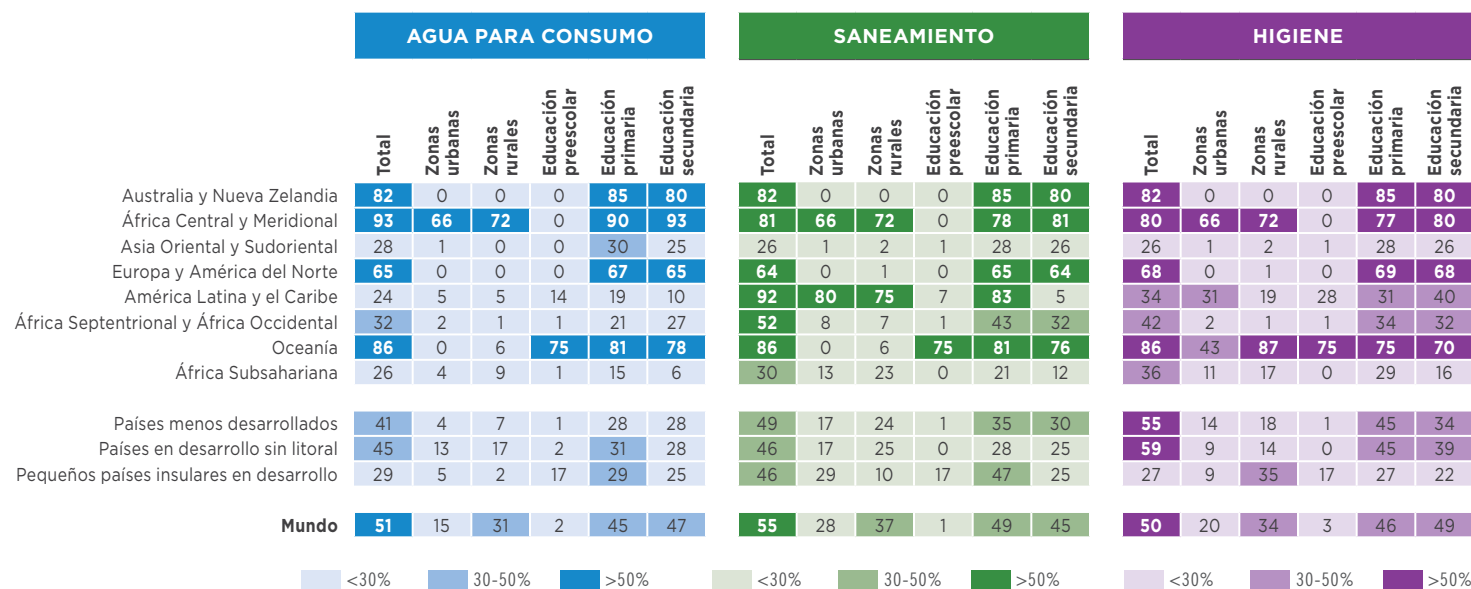 AGUA PARA CONSUMO SANEAMIENTO HIGIENE
Total Zonas urbanas Zonas rurales Educación preescolar Educación primaria Educación secundaria Total Zonas urbanas Zonas rurales Educación preescolar Educación primaria Educación secundaria Total Zonas urbanas Zonas rurales Educación preescolar Educación primaria Educación secundaria
Australia y Nueva Zelandia 82 0 0 0 85 80 82 0 0 0 85 80 82 0 0 0 85 80
África Central y Meridional 93 66 72 0 90 93 81 66 72 0 78 81 80 66 72 0 77 80
Asia Oriental y Sudoriental 28 1 0 0 30 25 26 1 2 1 28 26 26 1 2 1 28 26
Europa y América del Norte 65 0 0 0 67 65 64 0 1 0 65 64 68 0 1 0 69 68
América Latina y el Caribe 24 5 5 14 19 10 92 80 75 7 83 5 34 31 19 28 31 40
África Septentrional y África Occidental 32 2 1 1 21 27 52 8 7 1 43 32 42 2 1 1 34 32
Oceanía 86 0 6 75 81 78 86 0 6 75 81 76 86 43 87 75 75 70
África Subsahariana 26 4 9 1 15 6 30 13 23 0 21 12 36 11 17 0 29 16
Países menos desarrollados 41 4 7 1 28 28 49 17 24 1 35 30 55 14 18 1 45 34
Países en desarrollo sin litoral 45 13 17 2 31 28 46 17 25 0 28 25 59 9 14 0 45 39
Pequeños países insulares en desarrollo 29 5 2 17 29 25 46 29 10 17 47 25 27 9 35 17 27 22
Mundo 51 15 31 2 45 47 55 28 37 1 49 45 50 20 34 3 46 49
<30% 30-50% >50% <30% 30-50% >50% <30% 30-50% >50%